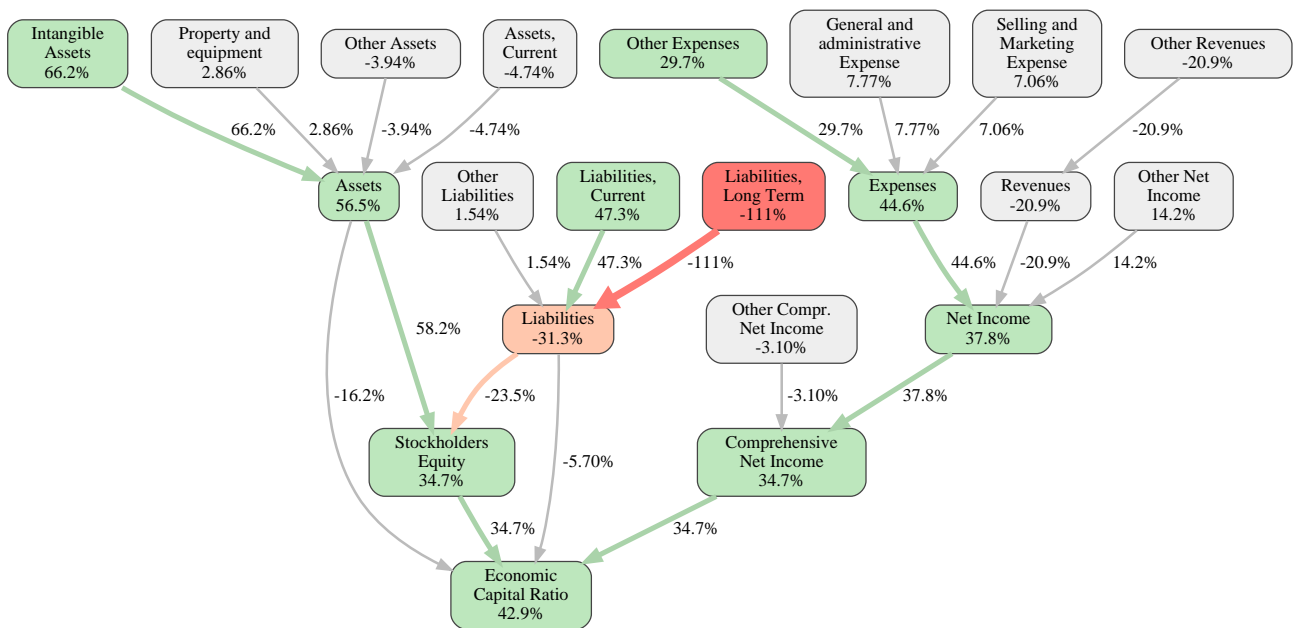 Intangible
Assets
66.2%
Property and
equipment
2.86%
Other Assets
-3.94%
Assets,
Current
-4.74%
Other Expenses
29.7%
General and
administrative
Expense
7.77%
Selling and
Marketing
Expense
7.06%
Other Revenues
-20.9%
66.2%
2.86%
-3.94%
-4.74%
29.7%
7.77%
7.06%
-20.9%
Assets
56.5%
Other
Liabilities
1.54%
Liabilities,
Current
47.3%
Liabilities,
Long Term
-111%
Expenses
44.6%
Revenues
-20.9%
Other Net
Income
14.2%
1.54%
47.3%
-111%
44.6%
-20.9%
14.2%
58.2%
Liabilities
-31.3%
Other Compr.
Net Income
-3.10%
Net Income
37.8%
-16.2%
-23.5%
-3.10%
37.8%
Stockholders
Equity
34.7%
-5.70%
Comprehensive
Net Income
34.7%
34.7%
34.7%
Economic
Capital Ratio
42.9%